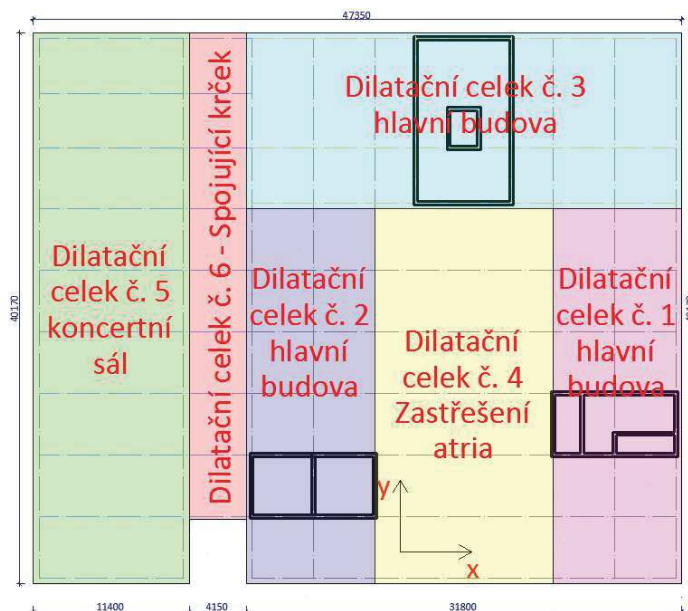 47350
Dilatační celek č. 3
hlavní budova
Dilatační celek č. 6 - Spojující krček
Dilatační
celek č. 5
koncertní
sál
Dilatační
celek č. 2
hlavní
budova
Dilatační
celek č. 4
Zastřešení
atria
Dilatační
celek č. 1
hlavní
budova
40170
y
x
11400
4150
31800